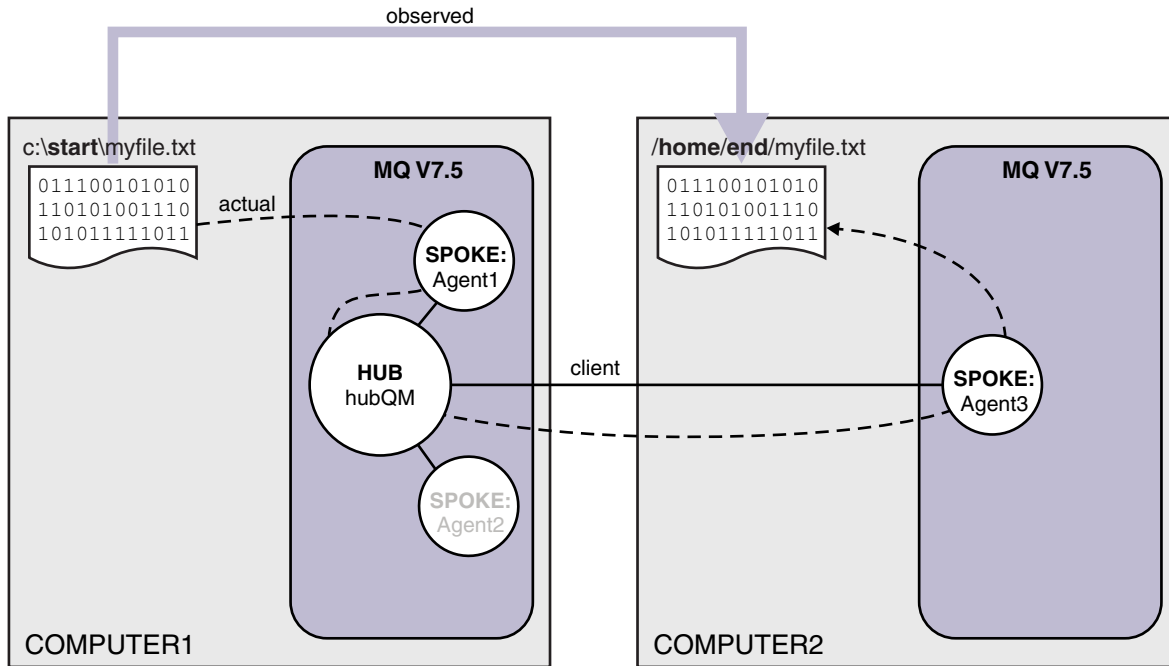 observed
c:\start\myfile.txt
011100101010
110101001110
101011111011
actual
MQ V7.5
SPOKE:
Agent1
HUB
hubQM
SPOKE:
Agent2
COMPUTER1
client
/home/end/myfile.txt
011100101010
110101001110
101011111011
MQ V7.5
SPOKE:
Agent3
COMPUTER2